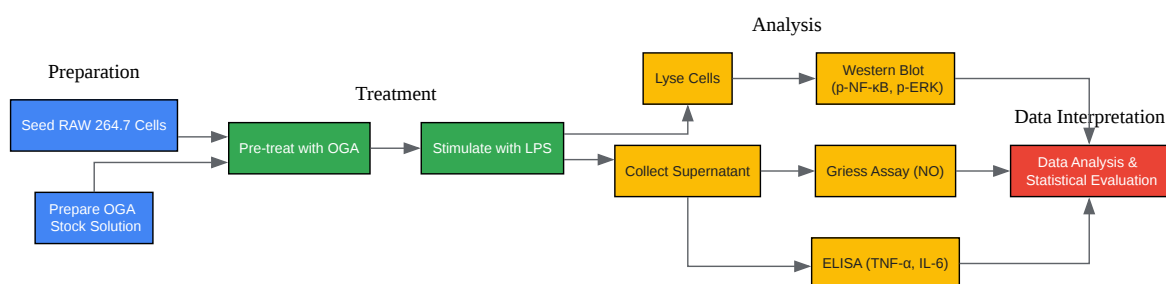 Preparation
Seed RAW 264.7 Cells
Prepare OGA
Stock Solution
Treatment
Pre-treat with OGA
Stimulate with LPS
Analysis
Lyse Cells
Western Blot
(p-NF-κB, p-ERK)
Collect Supernatant
Griess Assay (NO)
ELISA (TNF-α, IL-6)
Data Interpretation
Data Analysis &
Statistical Evaluation